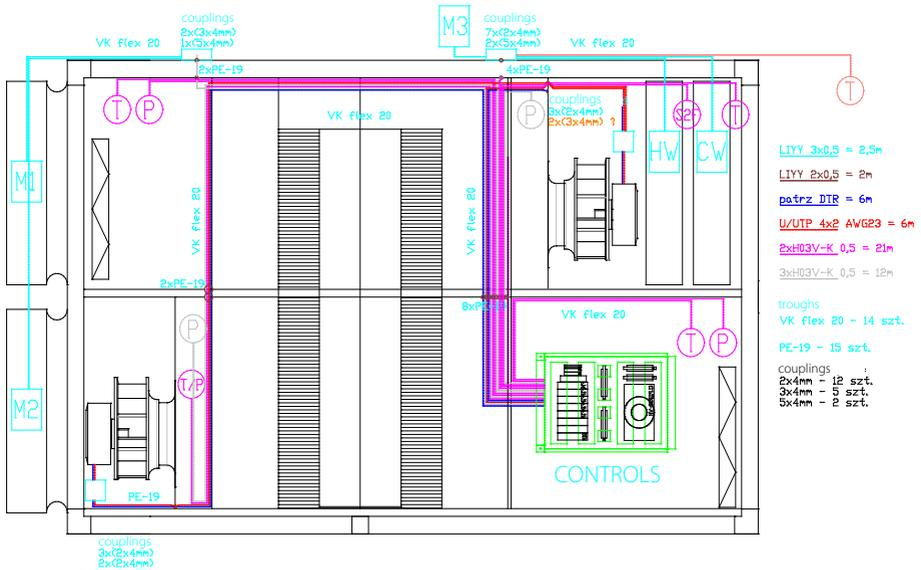 couplings
2x(3x4mm)
1x(5x4mm)
VK flex 20
2xPE-19
M3
couplings
7x(2x4mm)
2x(5x4mm)
VK flex 20
4xPE-19
T
T
P
VK flex 20
P
couplings
3x(2x4mm)
2x(3x4mm) ?
S2F
T
HW
CW
M1
VK flex 20
VK flex 20
2xPE-19
P
T/P
VK flex 20
T
P
M2
PE-19
CONTROLS
couplings
3x(2x4mm)
2x(2x4mm)
LIYY 3x0,5 = 2,5m
LIYY 2x0,5 = 2m
patrz DTR = 6m
U/UTP 4x2 AWG23 = 6m
2xH03V-K 0,5 = 21m
3xH03V-K 0,5 = 12m
troughs
VK flex 20 - 14 szt.
PE-19 - 15 szt.
couplings
2x4mm - 12 szt.
3x4mm - 5 szt.
5x4mm - 2 szt.